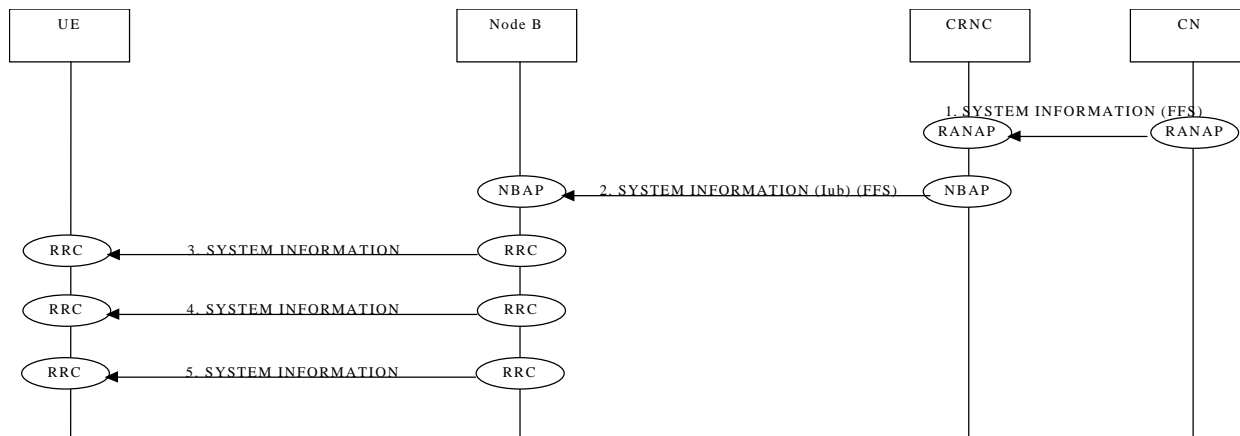 UE
Node B
CRNC
CN
1. SYSTEM INFORMATION (FFS)
RANAP
RANAP
NBAP
2. SYSTEM INFORMATION (Iub) (FFS)
NBAP
RRC
3. SYSTEM INFORMATION
RRC
RRC
4. SYSTEM INFORMATION
RRC
RRC
5. SYSTEM INFORMATION
RRC